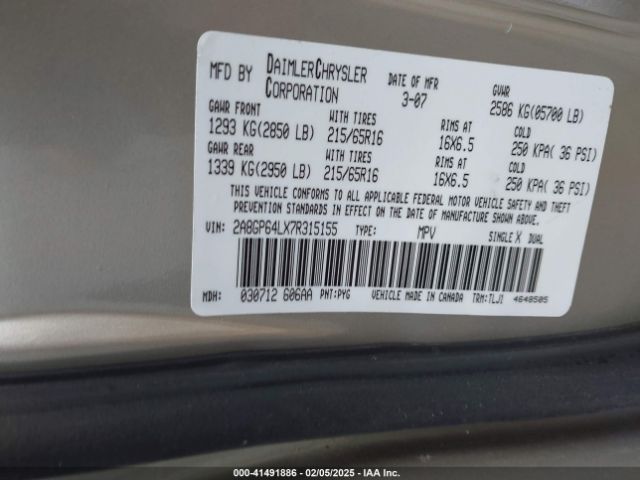 MFD BY DAIMLERCHRYSLER CORPORATION DATE OF MFR 3-07 GVWR 2586 KG(05700 LB)
GAWR FRONT WITH TIRES RIMS AT COLD
1293 KG(2850 LB) 215/65R16 16X6.5 250 KPA( 36 PSI)
GAWR REAR WITH TIRES RIMS AT COLD
1339 KG(2950 LB) 215/65R16 16X6.5 250 KPA( 36 PSI)
THIS VEHICLE CONFORMS TO ALL APPLICABLE FEDERAL MOTOR VEHICLE SAFETY AND THEFT
PREVENTION STANDARDS IN EFFECT ON THE DATE OF MANUFACTURE SHOWN ABOVE.
VIN: 2A8GP64LX7R315155 TYPE: MPV SINGLE X DUAL
MDH: 030712 606AA PNT:PYG VEHICLE MADE IN CANADA TRM:TLJ1 4648505
000-41491886 - 02/05/2025 - IAA Inc.